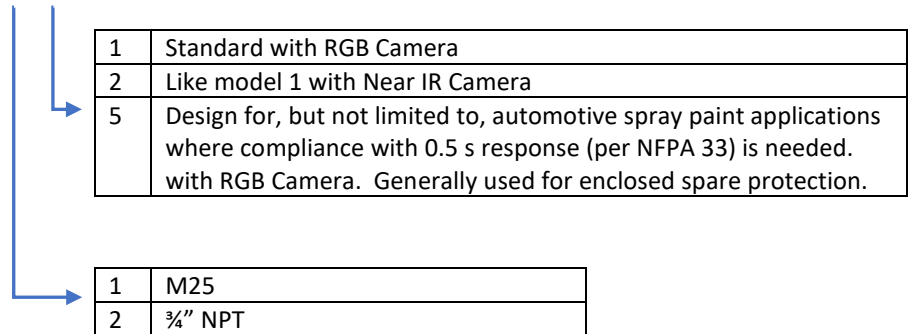 1 Standard with RGB Camera
2 Like model 1 with Near IR Camera
5 Design for, but not limited to, automotive spray paint applications
where compliance with 0.5 s response (per NFPA 33) is needed.
with RGB Camera.  Generally used for enclosed spare protection.
1 M25
2 ¾” NPT